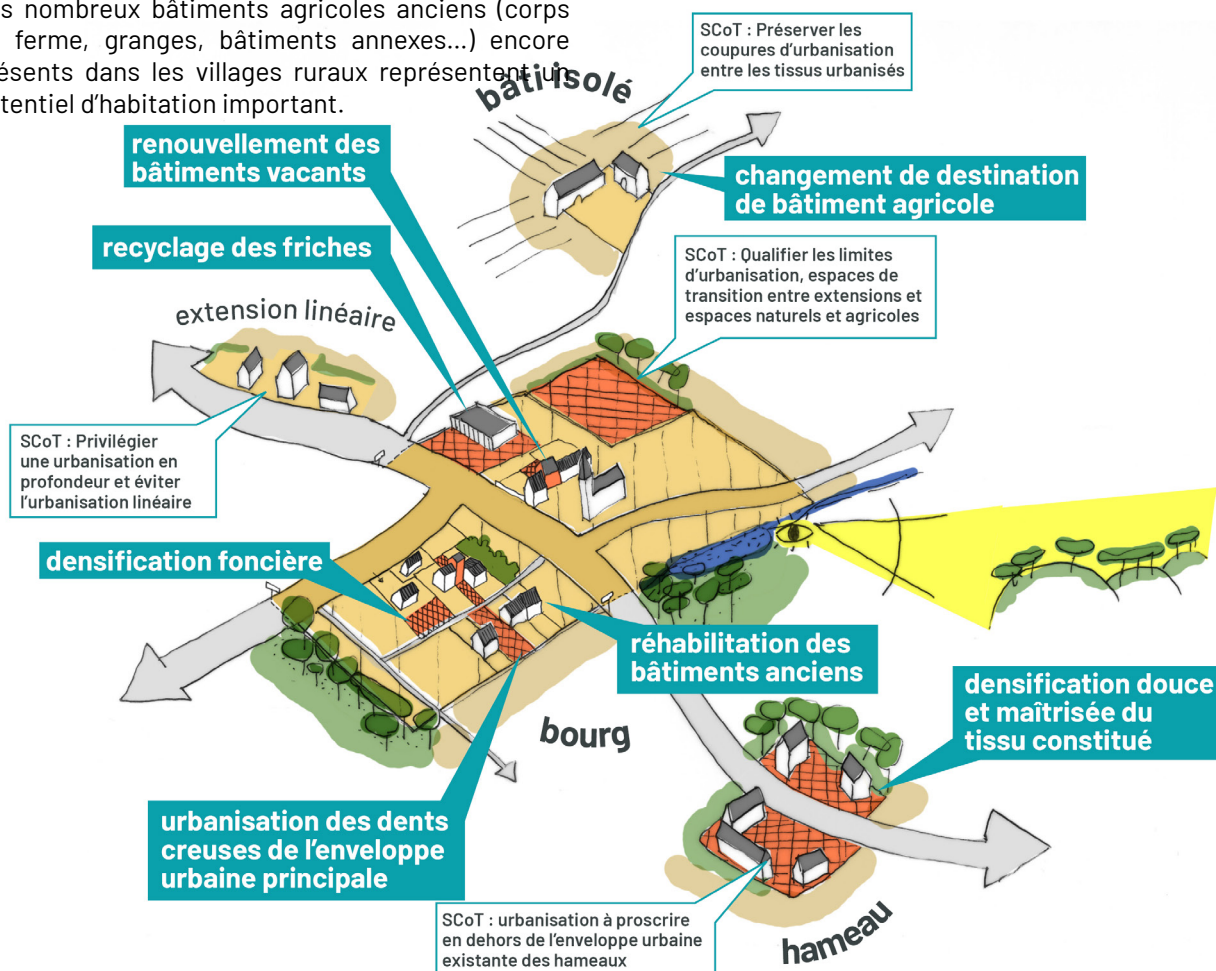 s nombreux bâtiments agricoles anciens (corps
ferme, granges, bâtiments annexes...) encore
ésents dans les villages ruraux représentent un
tentiel d'habitation important.
SCoT : Préserver les
coupures d'urbanisation
entre les tissus urbanisés
bâti isolé
renouvellement des
bâtiments vacants
changement de destination
de bâtiment agricole
recyclage des friches
SCoT : Qualifier les limites
d'urbanisation, espaces de
transition entre extensions et
espaces naturels et agricoles
extension linéaire
SCoT : Privilégier
une urbanisation en
profondeur et éviter
l'urbanisation linéaire
densification foncière
réhabilitation des
bâtiments anciens
densification douce
et maîtrisée du
tissu constitué
bourg
urbanisation des dents
creuses de l'enveloppe
urbaine principale
SCoT : urbanisation à proscrire
en dehors de l'enveloppe urbaine
existante des hameaux
hameau